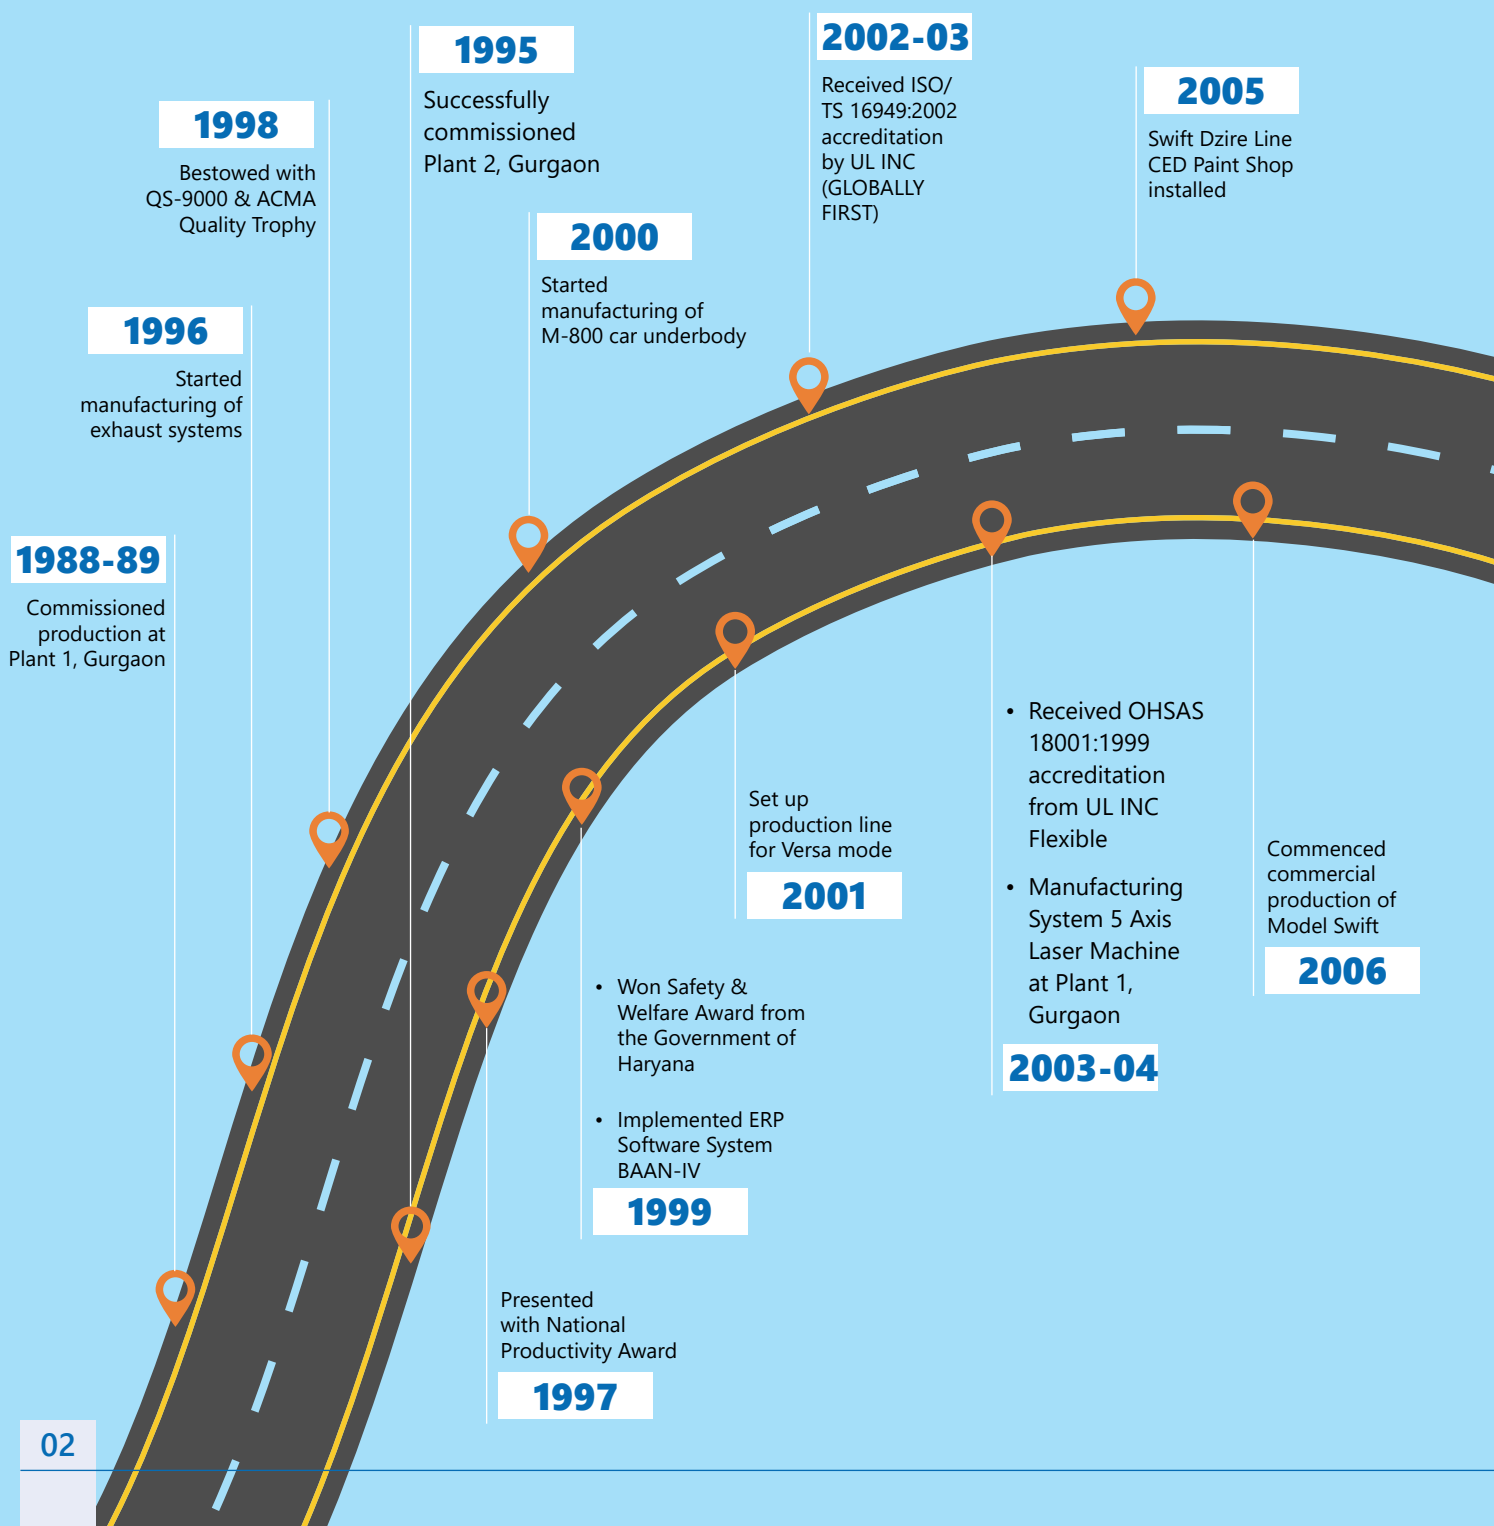 1988-89
Commissioned
production at
Plant 1, Gurgaon
1995
Successfully
commissioned
Plant 2, Gurgaon
1996
Started
manufacturing of
exhaust systems
Presented
with National
Productivity Award
1997
1998
Bestowed with
QS-9000 & ACMA
Quality Trophy
• Won Safety &
Welfare Award from
the Government of
Haryana
• Implemented ERP
Software System
BAAN-IV
1999
2000
Started
manufacturing of
M-800 car underbody
Set up
production line
for Versa mode
2001
2002-03
Received ISO/
TS 16949:2002
accreditation
by UL INC
(GLOBALLY
FIRST)
• Received OHSAS
18001:1999
accreditation
from UL INC
Flexible
• Manufacturing
System 5 Axis
Laser Machine
at Plant 1,
Gurgaon
2003-04
2005
Swift Dzire Line
CED Paint Shop
installed
Commenced
commercial
production of
Model Swift
2006
02